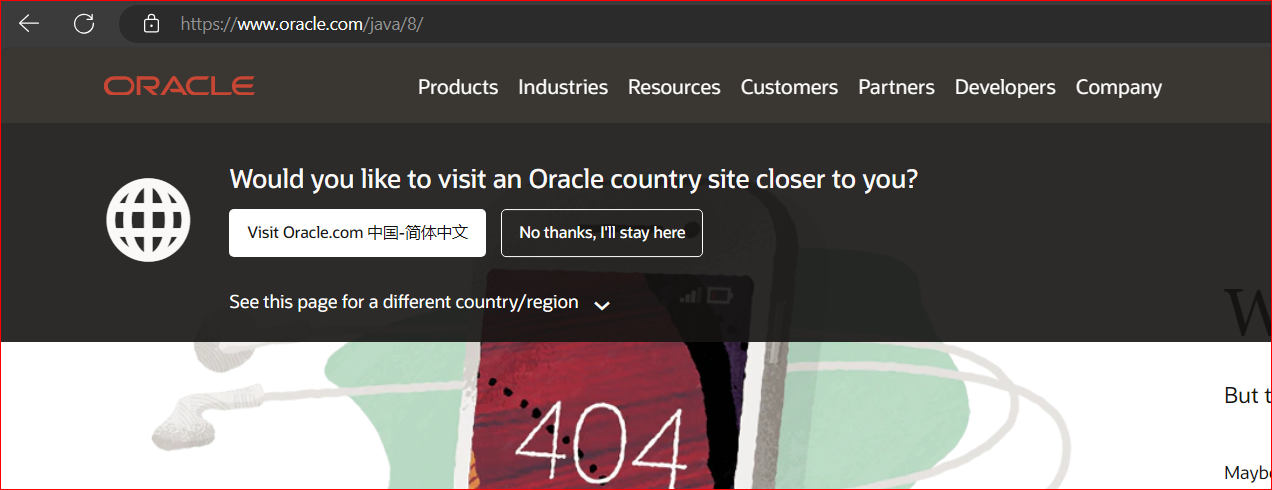 https://www.oracle.com/java/8/
ORACLE
Products Industries Resources Customers Partners Developers Company
Would you like to visit an Oracle country site closer to you?
Visit Oracle.com 中国-简体中文 No thanks, I'll stay here
See this page for a different country/region
W
But t
404
Maybe